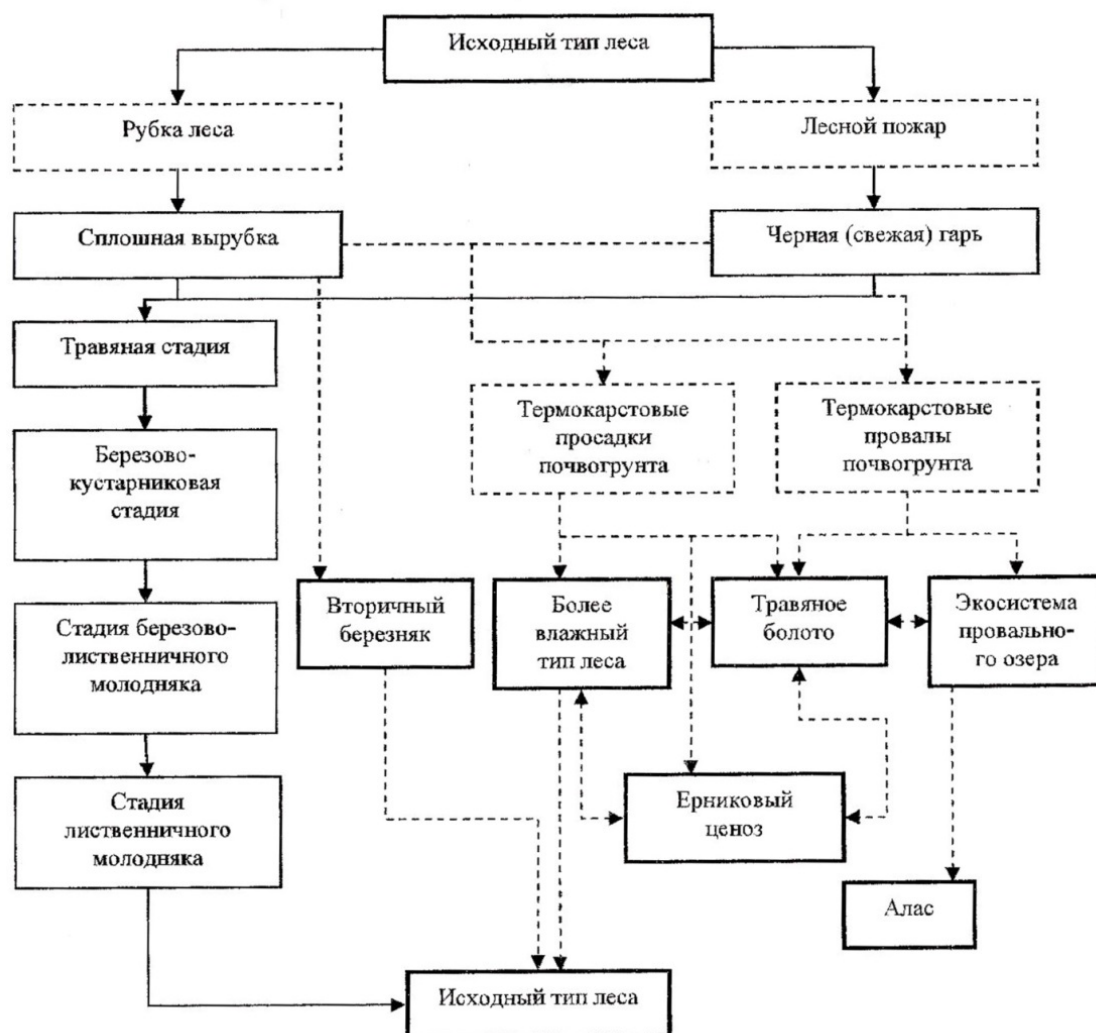 Исходный тип леса
Рубка леса
Лесной пожар
Сплошная вырубка
Черная (свежая) гарь
Травяная стадия
Термокарстовые
просадки
почвогрунта
Термокарстовые
провалы
почвогрунта
Березово-
кустарниковая
стадия
Вторичный
березняк
Более
влажный
тип леса
Травяное
болото
Экосистема
провально-
го озера
Стадия березово-
лиственничного
молодняка
Стадия
лиственничного
молодняка
Ерниковый
ценоз
Алас
Исходный тип леса